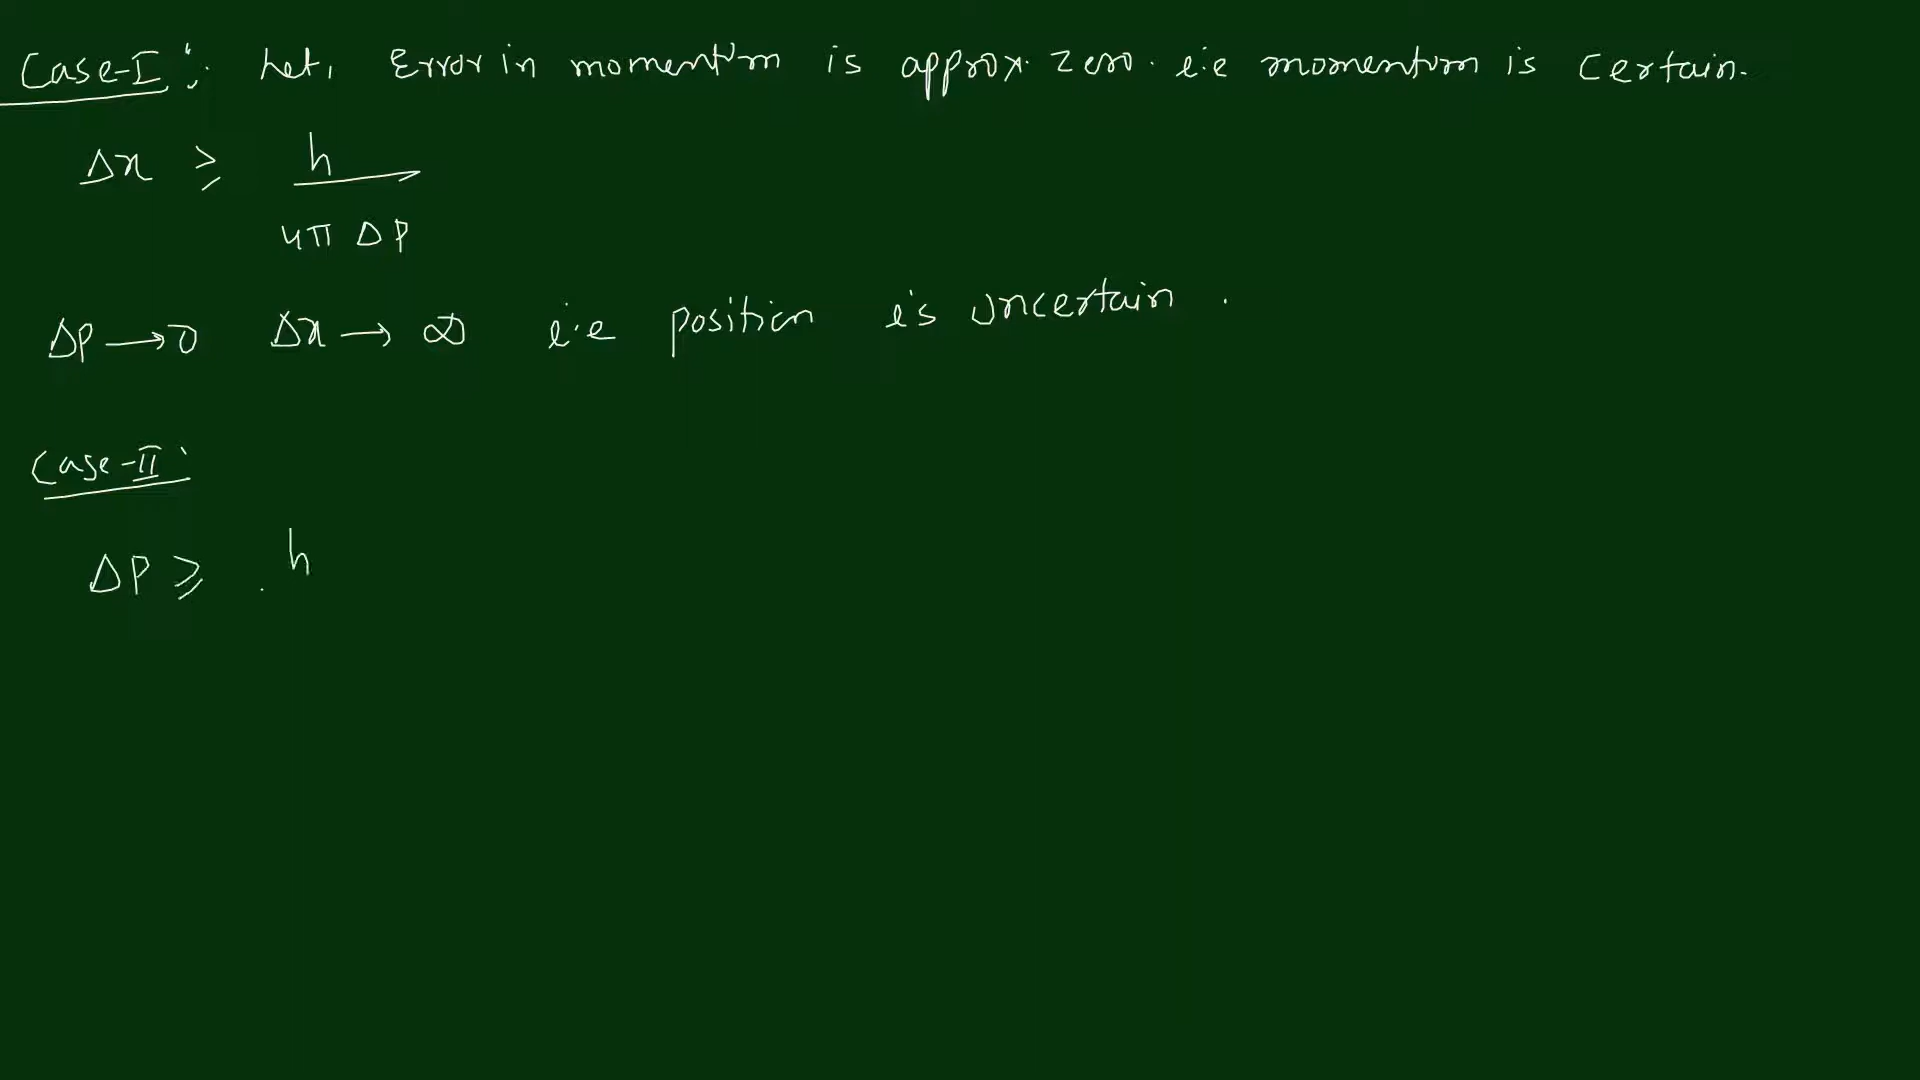 Case-I : Let, Error in momentum is approx. zero. i.e momentum is certain.
Δx ≥ h
4π Δp
Δp → 0 Δx → ∞ i.e position is uncertain.
Case-II :
Δp ≥ h